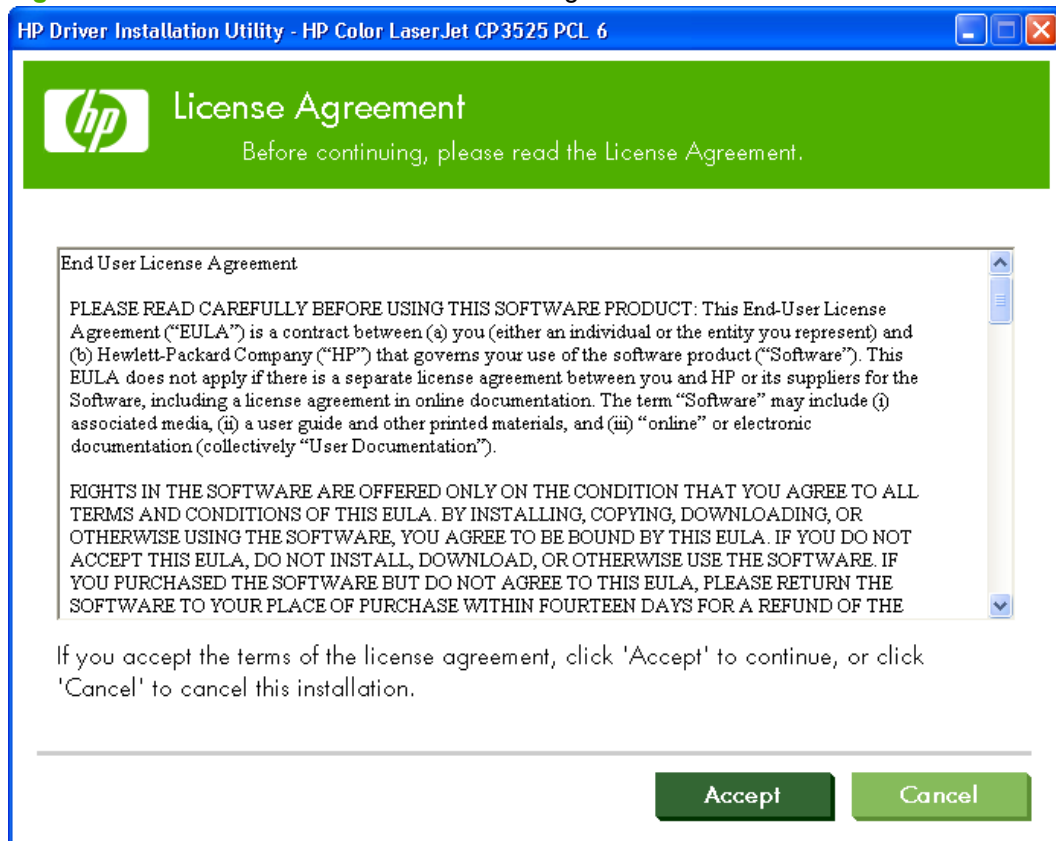 HP Driver Installation Utility - HP Color LaserJet CP3525 PCL 6
hp
License Agreement
Before continuing, please read the License Agreement.
End User License Agreement
PLEASE READ CAREFULLY BEFORE USING THIS SOFTWARE PRODUCT: This End-User License
Agreement (“EULA”) is a contract between (a) you (either an individual or the entity you represent) and
(b) Hewlett-Packard Company (“HP”) that governs your use of the software product (“Software”). This
EULA does not apply if there is a separate license agreement between you and HP or its suppliers for the
Software, including a license agreement in online documentation. The term “Software” may include (i)
associated media, (ii) a user guide and other printed materials, and (iii) “online” or electronic
documentation (collectively “User Documentation”).
RIGHTS IN THE SOFTWARE ARE OFFERED ONLY ON THE CONDITION THAT YOU AGREE TO ALL
TERMS AND CONDITIONS OF THIS EULA. BY INSTALLING, COPYING, DOWNLOADING, OR
OTHERWISE USING THE SOFTWARE, YOU AGREE TO BE BOUND BY THIS EULA. IF YOU DO NOT
ACCEPT THIS EULA, DO NOT INSTALL, DOWNLOAD, OR OTHERWISE USE THE SOFTWARE. IF
YOU PURCHASED THE SOFTWARE BUT DO NOT AGREE TO THIS EULA, PLEASE RETURN THE
SOFTWARE TO YOUR PLACE OF PURCHASE WITHIN FOURTEEN DAYS FOR A REFUND OF THE
If you accept the terms of the license agreement, click 'Accept' to continue, or click
'Cancel' to cancel this installation.
Accept
Cancel